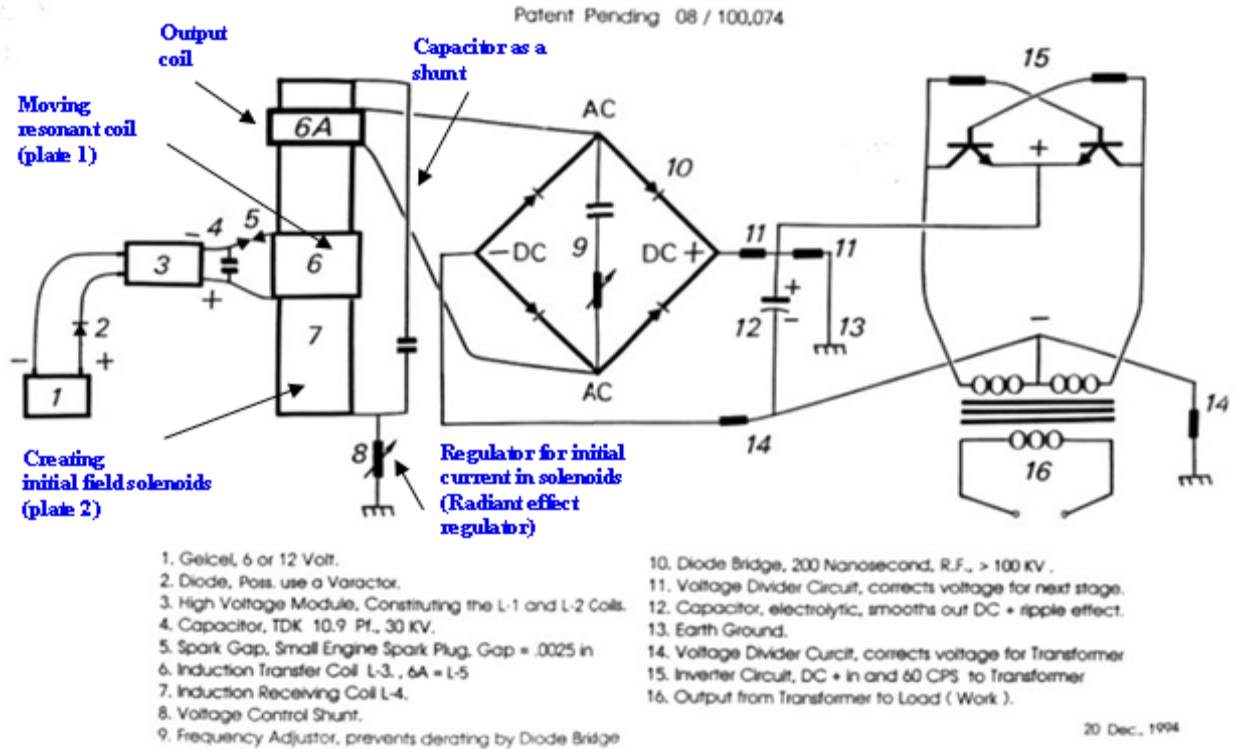 Patent Pending 08 / 100,074
Output
coil
Capacitor as a
shunt
15
Moving
resonant coil
(plate 1)
6A
AC
+
10
4
5
-
3
6
- DC
9
DC +
11
11
+
+
2
7
12
-
13
-
-
+
1
AC
14
14
8
16
Creating
initial field solenoids
(plate 2)
Regulator for initial
current in solenoids
(Radiant effect
regulator)
1. Gelcel, 6 or 12 Volt.
2. Diode, Poss. use a Varactor.
3. High Voltage Module, Constituting the L-1 and L-2 Coils.
4. Capacitor, TDK 10.9 Pf., 30 KV.
5. Spark Gap, Small Engine Spark Plug, Gap = .0025 in
6. Induction Transfer Coil L-3. , 6A = L-5
7. Induction Receiving Coil L-4.
8. Voltage Control Shunt.
9. Frequency Adjustor, prevents derating by Diode Bridge
10. Diode Bridge, 200 Nanosecond, R.F., > 100 KV .
11. Voltage Divider Circuit, corrects voltage for next stage.
12. Capacitor, electrolytic, smooths out DC + ripple effect.
13. Earth Ground.
14. Voltage Divider Curcit, corrects voltage for Transformer
15. Inverter Circuit, DC + in and 60 CPS to Transformer
16. Output from Transformer to Load ( Work ).
20 Dec., 1994